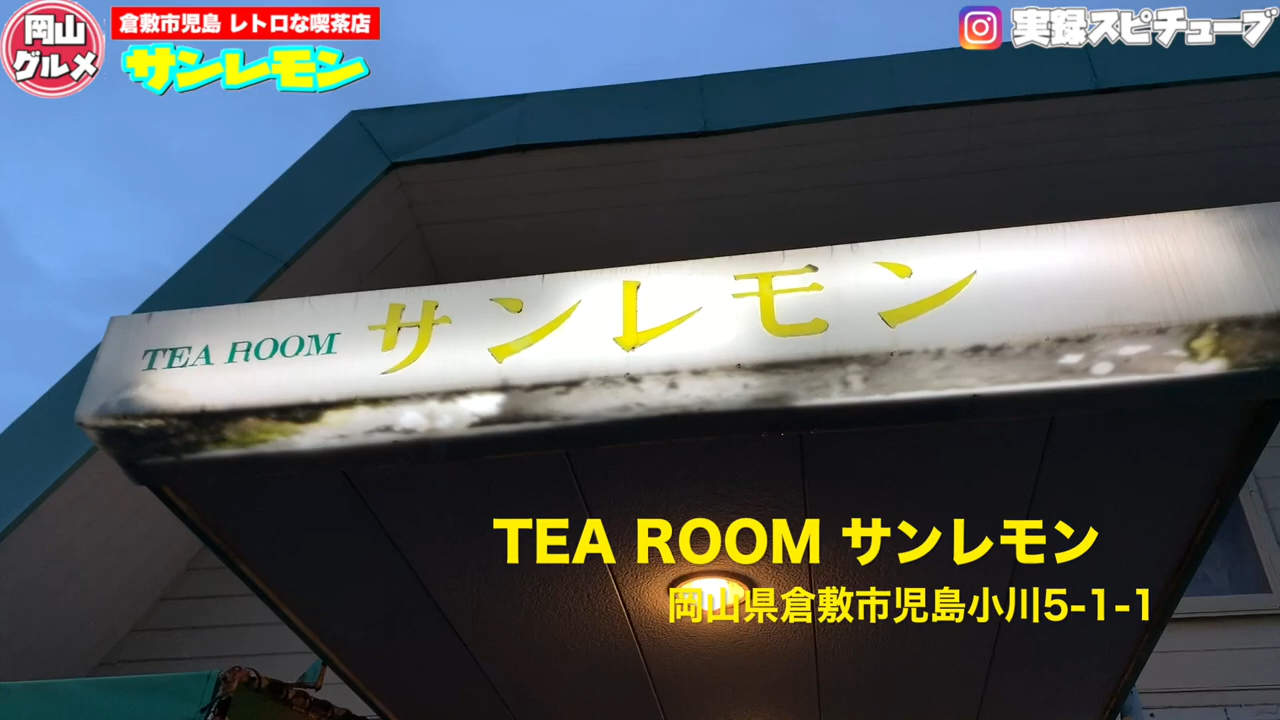 岡山
グルメ
倉敷市児島 レトロな喫茶店
サンレモン
実録スピチューブ
TEA ROOM サンレモン
TEA ROOM サンレモン
岡山県倉敷市児島小川5-1-1